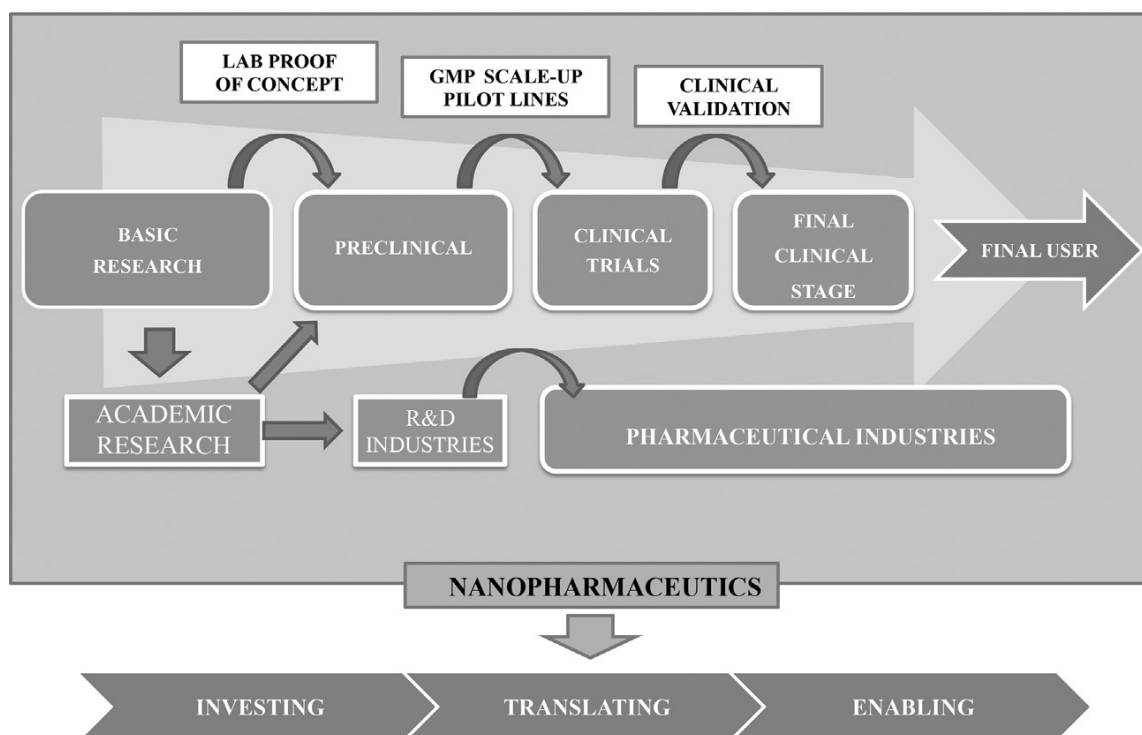 LAB PROOF
OF CONCEPT
GMP SCALE-UP
PILOT LINES
CLINICAL
VALIDATION
BASIC
RESEARCH
PRECLINICAL
CLINICAL
TRIALS
FINAL
CLINICAL
STAGE
FINAL USER
ACADEMIC
RESEARCH
R&D
INDUSTRIES
PHARMACEUTICAL INDUSTRIES
NANOPHARMACEUTICS
INVESTING
TRANSLATING
ENABLING